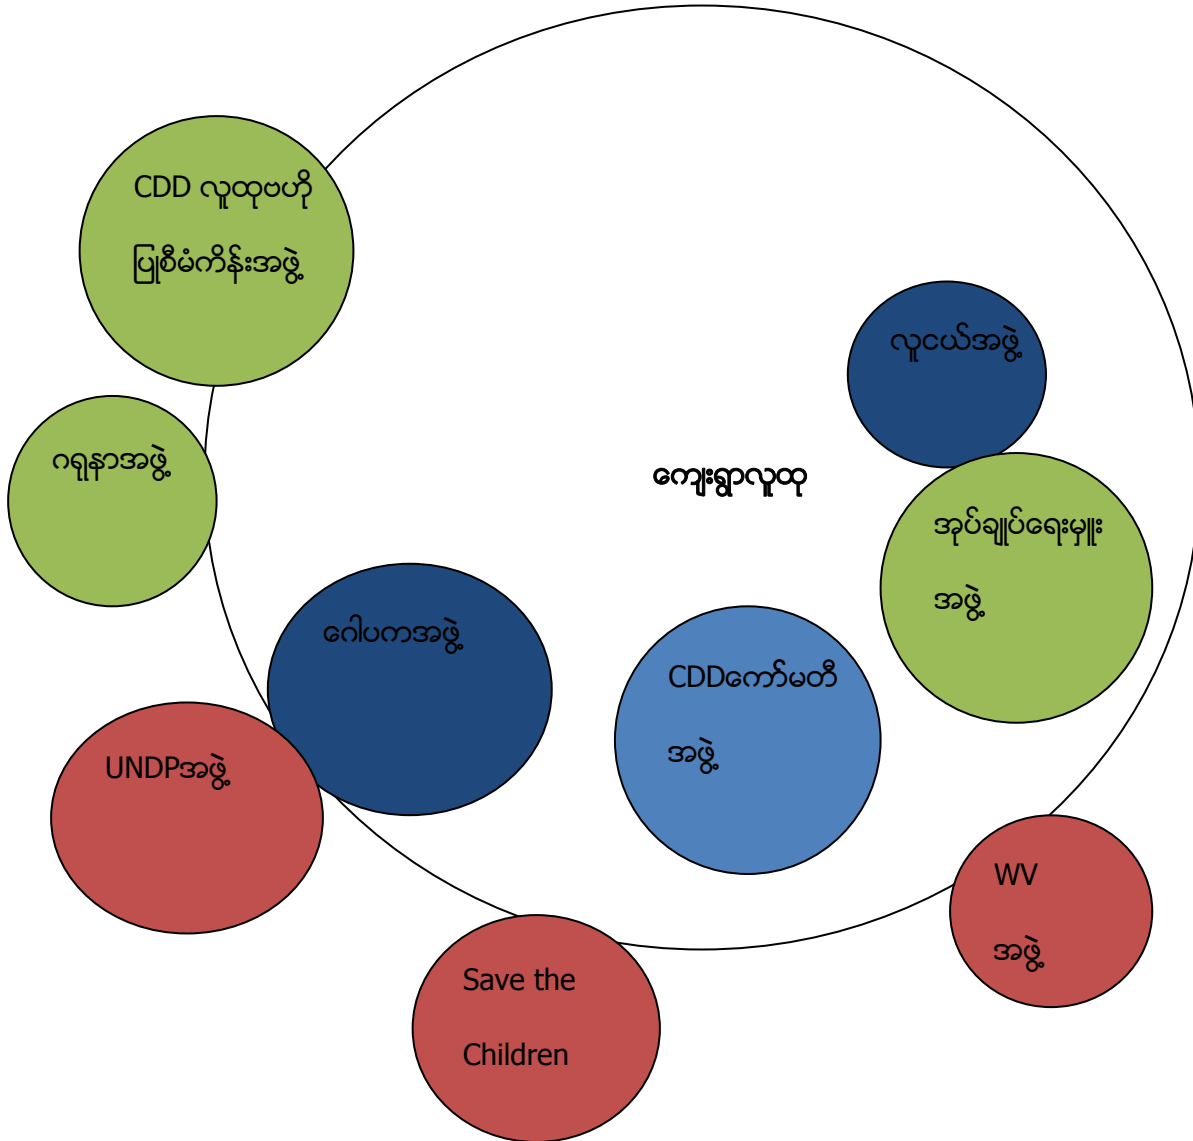 CDD လူထုဗဟို
ပြုစီမံကိန်းအဖွဲ့
လူငယ်အဖွဲ့
ဂရုနာအဖွဲ့
ကျေးရွာလူထု
အုပ်ချုပ်ရေးမှူး
အဖွဲ့
ဂေါပကအဖွဲ့
CDDကော်မတီ
အဖွဲ့
UNDPအဖွဲ့
WV
အဖွဲ့
Save the
Children